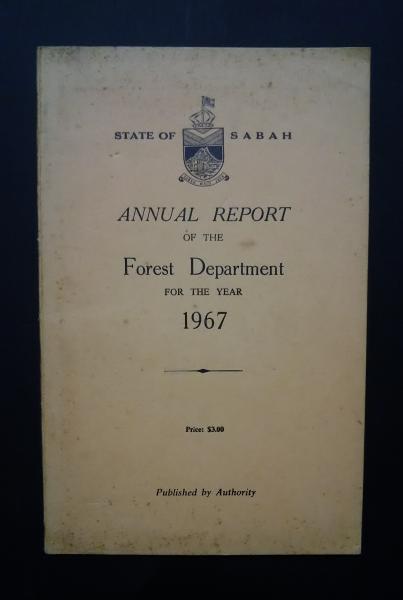 STATE OF SABAH
ANNUAL REPORT
OF THE
Forest Department
FOR THE YEAR
1967
Price: $3.00
Published by Authority